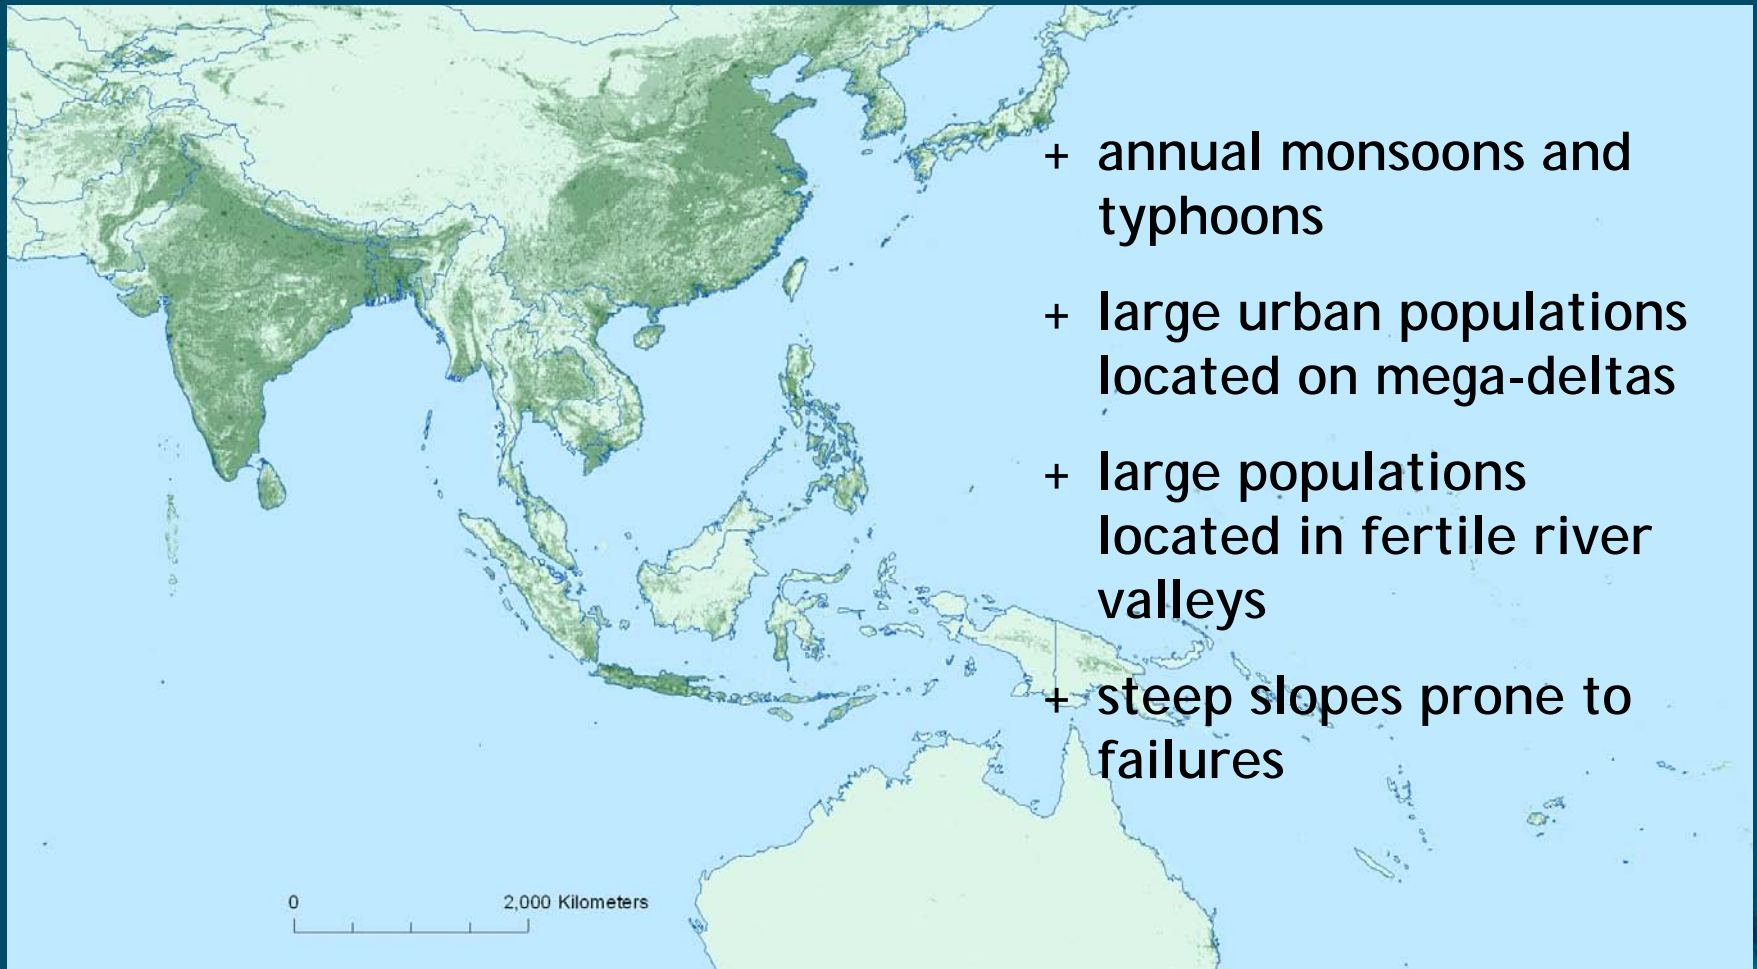 + annual monsoons and
typhoons
+ large urban populations
located on mega-deltas
+ large populations
located in fertile river
valleys
+ steep slopes prone to
failures
0 2,000 Kilometers